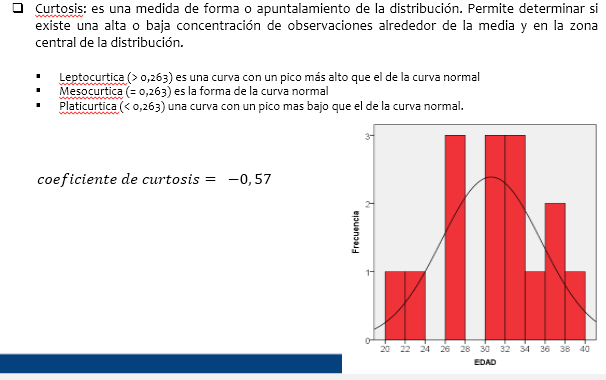 ❑ Curtosis: es una medida de forma o apuntalamiento de la distribución. Permite determinar si
existe una alta o baja concentración de observaciones alrededor de la media y en la zona
central de la distribución.
▪ Leptocurtica (> 0,263) es una curva con un pico más alto que el de la curva normal
▪ Mesocurtica (= 0,263) es la forma de la curva normal
▪ Platicurtica (< 0,263) una curva con un pico mas bajo que el de la curva normal.
coeficiente de curtosis = −0,57
3
2
1
0
Frecuencia
20 22 24 26 28 30 32 34 36 38 40
EDAD